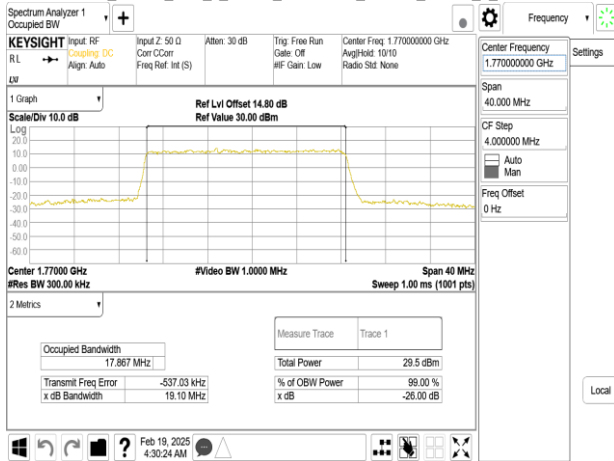 Spectrum Analyzer 1
Occupied BW
+
Frequency
KEYSIGHT
RL
LXI
Input: RF
Coupling: DC
Align: Auto
Input Z: 50 Ω
Corr CCorr
Freq Ref: Int (S)
Atten: 30 dB
Trig: Free Run
Gate: Off
#IF Gain: Low
Center Freq: 1.770000000 GHz
Avg|Hold: 10/10
Radio Std: None
Center Frequency
1.770000000 GHz
Settings
Span
40.000 MHz
CF Step
4.000000 MHz
Auto
Man
Freq Offset
0 Hz
Local
1 Graph
Scale/Div 10.0 dB
Ref Lvl Offset 14.80 dB
Ref Value 30.00 dBm
Log
20.0
10.0
0.00
-10.0
-20.0
-30.0
-40.0
-50.0
-60.0
Center 1.77000 GHz
#Video BW 1.0000 MHz
Span 40 MHz
#Res BW 300.00 kHz
Sweep 1.00 ms (1001 pts)
2 Metrics
Measure Trace
Trace 1
Occupied Bandwidth
17.867 MHz
Total Power
29.5 dBm
Transmit Freq Error
-537.03 kHz
% of OBW Power
99.00 %
x dB Bandwidth
19.10 MHz
x dB
-26.00 dB
?
Feb 19, 2025
4:30:24 AM